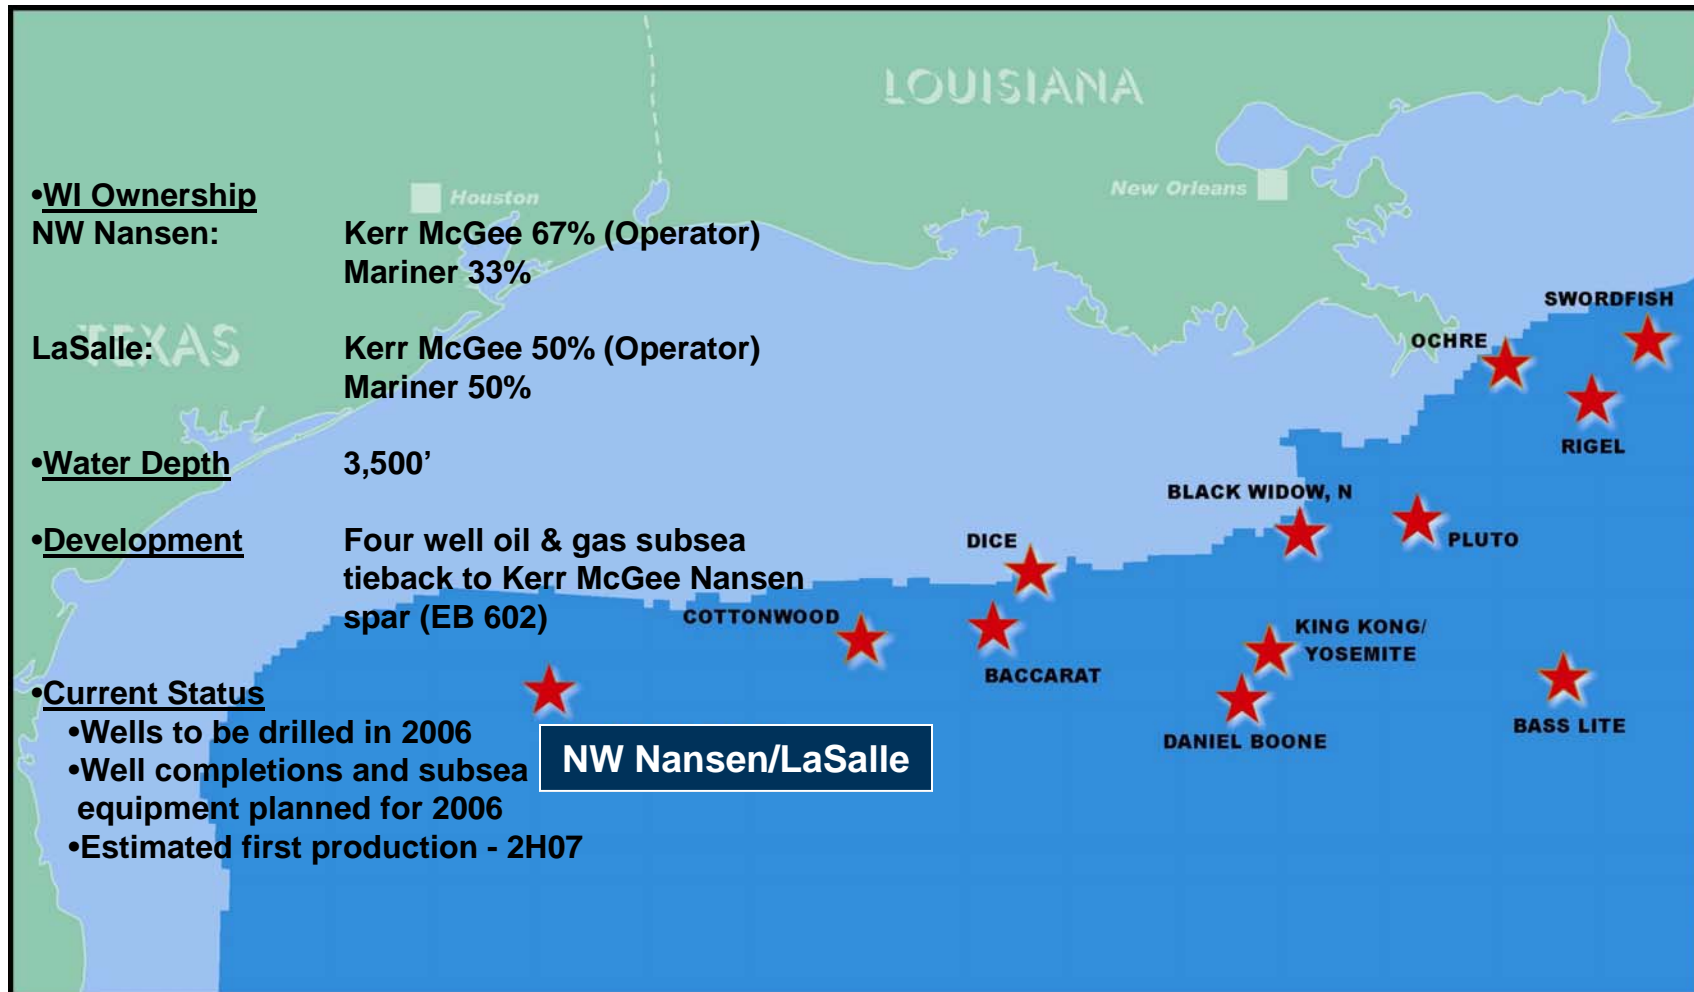 LOUISIANA
•WI Ownership
Houston
New Orleans
NW Nansen: Kerr McGee 67% (Operator)
Mariner 33%
SWORDFISH
TEXAS
LaSalle: Kerr McGee 50% (Operator)
OCHRE
Mariner 50%
RIGEL
•Water Depth 3,500’
BLACK WIDOW, N
•Development Four well oil & gas subsea
DICE
PLUTO
tieback to Kerr McGee Nansen
spar (EB 602)
COTTONWOOD
KING KONG/
YOSEMITE
BACCARAT
•Current Status
BASS LITE
•Wells to be drilled in 2006
DANIEL BOONE
NW Nansen/LaSalle
•Well completions and subsea
equipment planned for 2006
•Estimated first production - 2H07